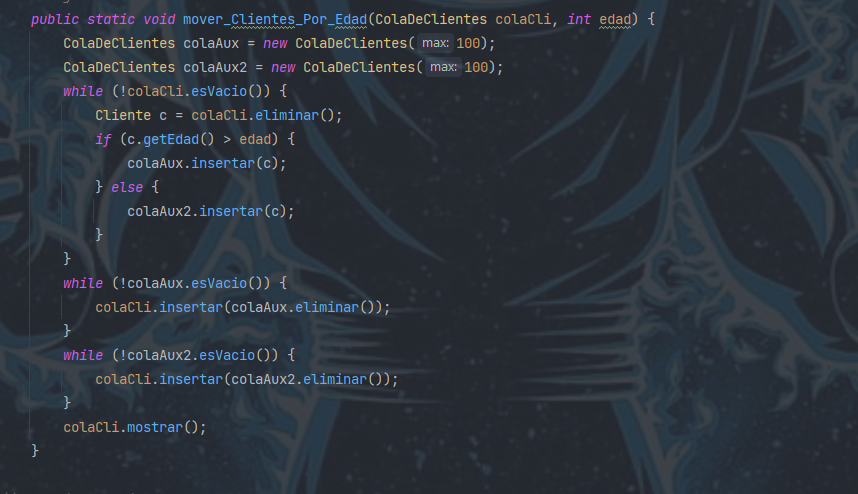 public static void mover_Clientes_Por_Edad(ColaDeClientes colaCli, int edad) {
ColaDeClientes colaAux = new ColaDeClientes( max: 100);
ColaDeClientes colaAux2 = new ColaDeClientes( max: 100);
while (!colaCli.esVacio()) {
Cliente c = colaCli.eliminar();
if (c.getEdad() > edad) {
colaAux.insertar(c);
} else {
colaAux2.insertar(c);
}
}
while (!colaAux.esVacio()) {
colaCli.insertar(colaAux.eliminar());
}
while (!colaAux2.esVacio()) {
colaCli.insertar(colaAux2.eliminar());
}
colaCli.mostrar();
}